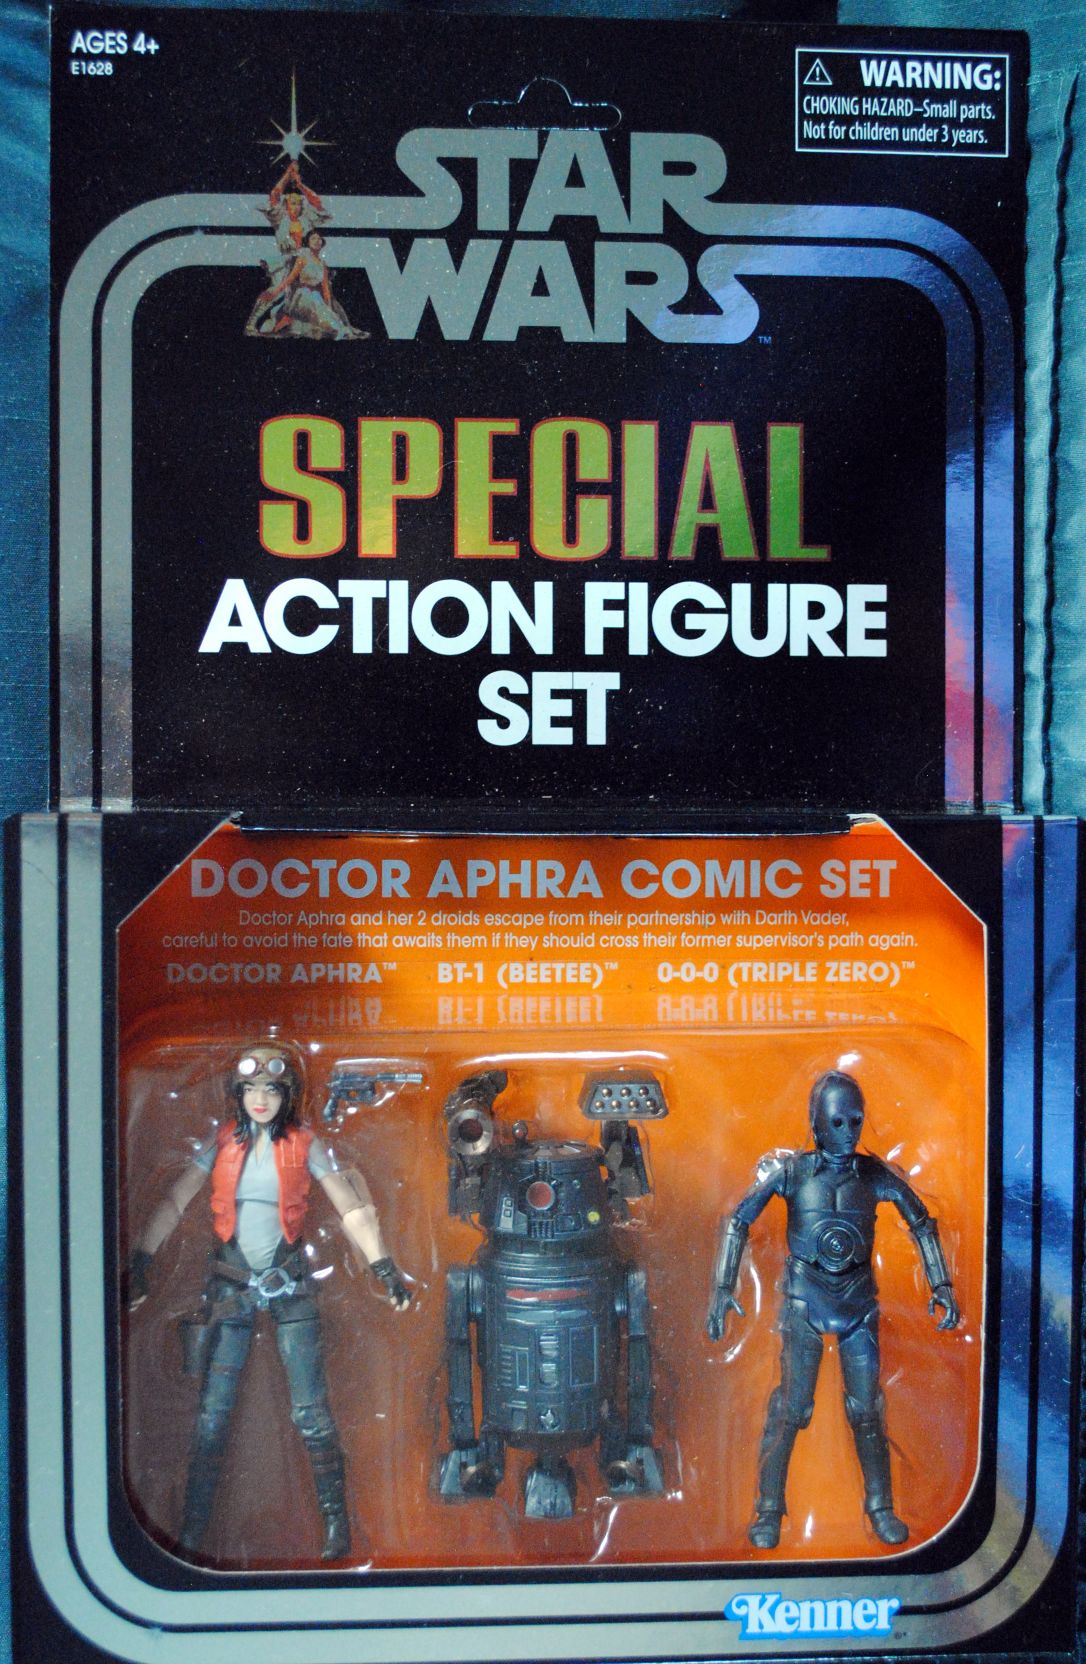 AGES 4+
E1628
WARNING:
CHOKING HAZARD–Small parts.
Not for children under 3 years.
STAR
WARS™
SPECIAL
ACTION FIGURE
SET
DOCTOR APHRA COMIC SET
Doctor Aphra and her 2 droids escape from their partnership with Darth Vader,
careful to avoid the fate that awaits them if they should cross their former supervisor's path again.
DOCTOR APHRA™ BT-1 (BEETEE)™ 0-0-0 (TRIPLE ZERO)™
Kenner